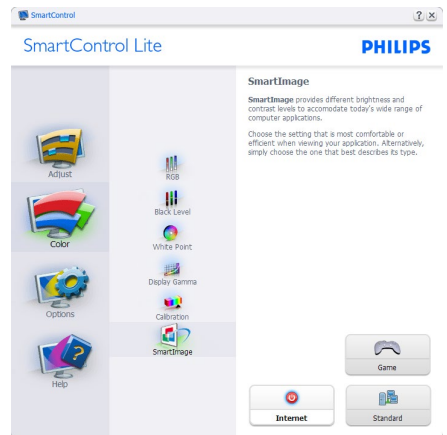 SmartControl
SmartControl Lite
PHILIPS
Adjust
Color
Options
Help
RGB
Black Level
White Point
Display Gamma
Calibration
SmartImage
SmartImage
SmartImage provides different brightness and
contrast levels to accomodate today's wide range of
computer applications.
Choose the setting that is most comfortable or
efficient when viewing your application. Alternatively,
simply choose the one that best describes its type.
Game
Internet
Standard